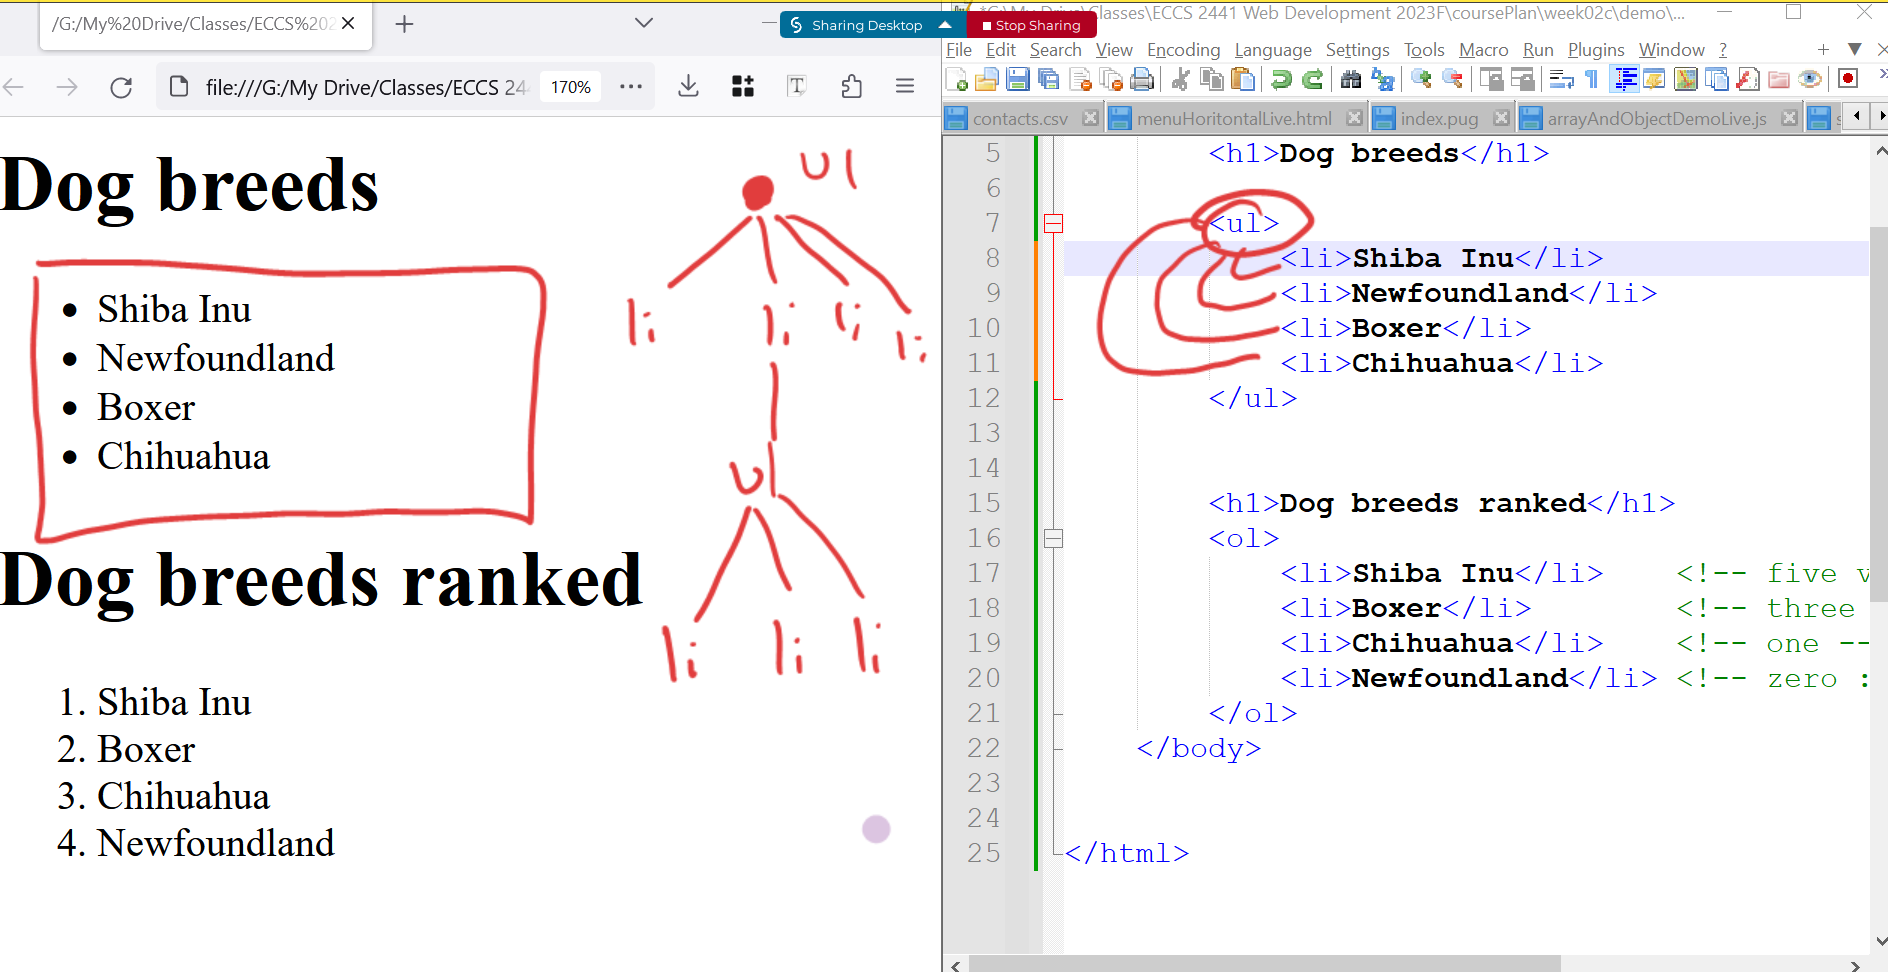 /G:/My%20Drive/Classes/ECCS%202
Sharing Desktop
Stop Sharing
file:///G:/My Drive/Classes/ECCS 24
170%
Dog breeds
Shiba Inu
Newfoundland
Boxer
Chihuahua
Dog breeds ranked
1. Shiba Inu
2. Boxer
3. Chihuahua
4. Newfoundland
ul
li li li li
ul
li li li
*G:\My Drive\Classes\ECCS 2441 Web Development 2023F\coursePlan\week02c\demo\...
File Edit Search View Encoding Language Settings Tools Macro Run Plugins Window ?
contacts.csv menuHoritontalLive.html index.pug arrayAndObjectDemoLive.js s
5 <h1>Dog breeds</h1>
6
7 <ul>
8 <li>Shiba Inu</li>
9 <li>Newfoundland</li>
10 <li>Boxer</li>
11 <li>Chihuahua</li>
12 </ul>
13
14
15 <h1>Dog breeds ranked</h1>
16 <ol>
17 <li>Shiba Inu</li> <!-- five v
18 <li>Boxer</li> <!-- three
19 <li>Chihuahua</li> <!-- one --
20 <li>Newfoundland</li> <!-- zero :
21 </ol>
22 </body>
23
24
25 </html>